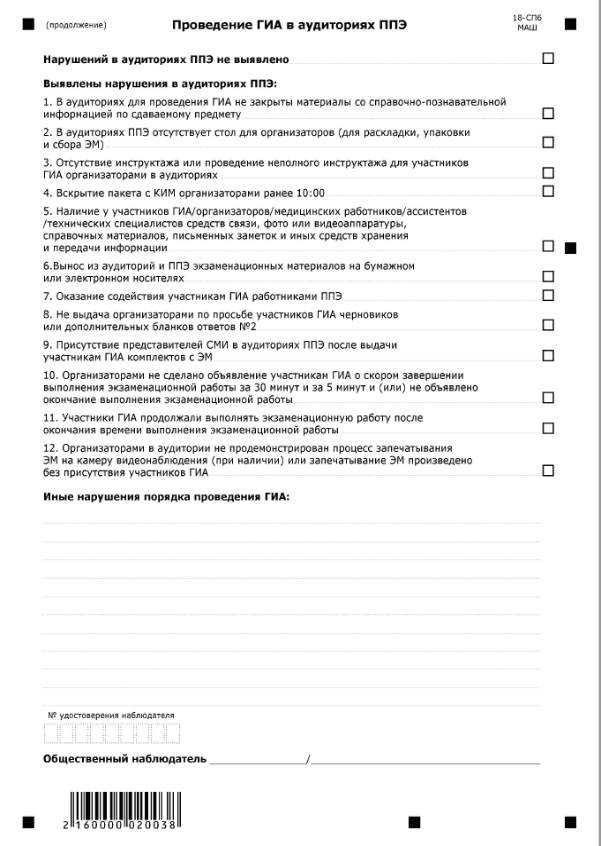 (продолжение)
Проведение ГИА в аудиториях ППЭ
18-СПб
МАШ
Нарушений в аудиториях ППЭ не выявлено
Выявлены нарушения в аудиториях ППЭ:
1. В аудиториях для проведения ГИА не закрыты материалы со справочно-познавательной
информацией по сдаваемому предмету
2. В аудиториях ППЭ отсутствует стол для организаторов (для раскладки, упаковки
и сбора ЭМ)
3. Отсутствие инструктажа или проведение неполного инструктажа для участников
ГИА организаторами в аудиториях
4. Вскрытие пакета с КИМ организаторами ранее 10:00
5. Наличие у участников ГИА/организаторов/медицинских работников/ассистентов
/технических специалистов средств связи, фото или видеоаппаратуры,
справочных материалов, письменных заметок и иных средств хранения
и передачи информации
6.Вынос из аудиторий и ППЭ экзаменационных материалов на бумажном
или электронном носителях
7. Оказание содействия участникам ГИА работниками ППЭ
8. Не выдача организаторами по просьбе участников ГИА черновиков
или дополнительных бланков ответов №2
9. Присутствие представителей СМИ в аудиториях ППЭ после выдачи
участникам ГИА комплектов с ЭМ
10. Организаторами не сделано объявление участникам ГИА о скором завершении
выполнения экзаменационной работы за 30 минут и за 5 минут и (или) не объявлено
окончание выполнения экзаменационной работы
11. Участники ГИА продолжали выполнять экзаменационную работу после
окончания времени выполнения экзаменационной работы
12. Организаторами в аудитории не продемонстрирован процесс запечатывания
ЭМ на камеру видеонаблюдения (при наличии) или запечатывание ЭМ произведено
без присутствия участников ГИА
Иные нарушения порядка проведения ГИА:
№ удостоверения наблюдателя
Общественный наблюдатель ________________/________________________________
2 160000 020038